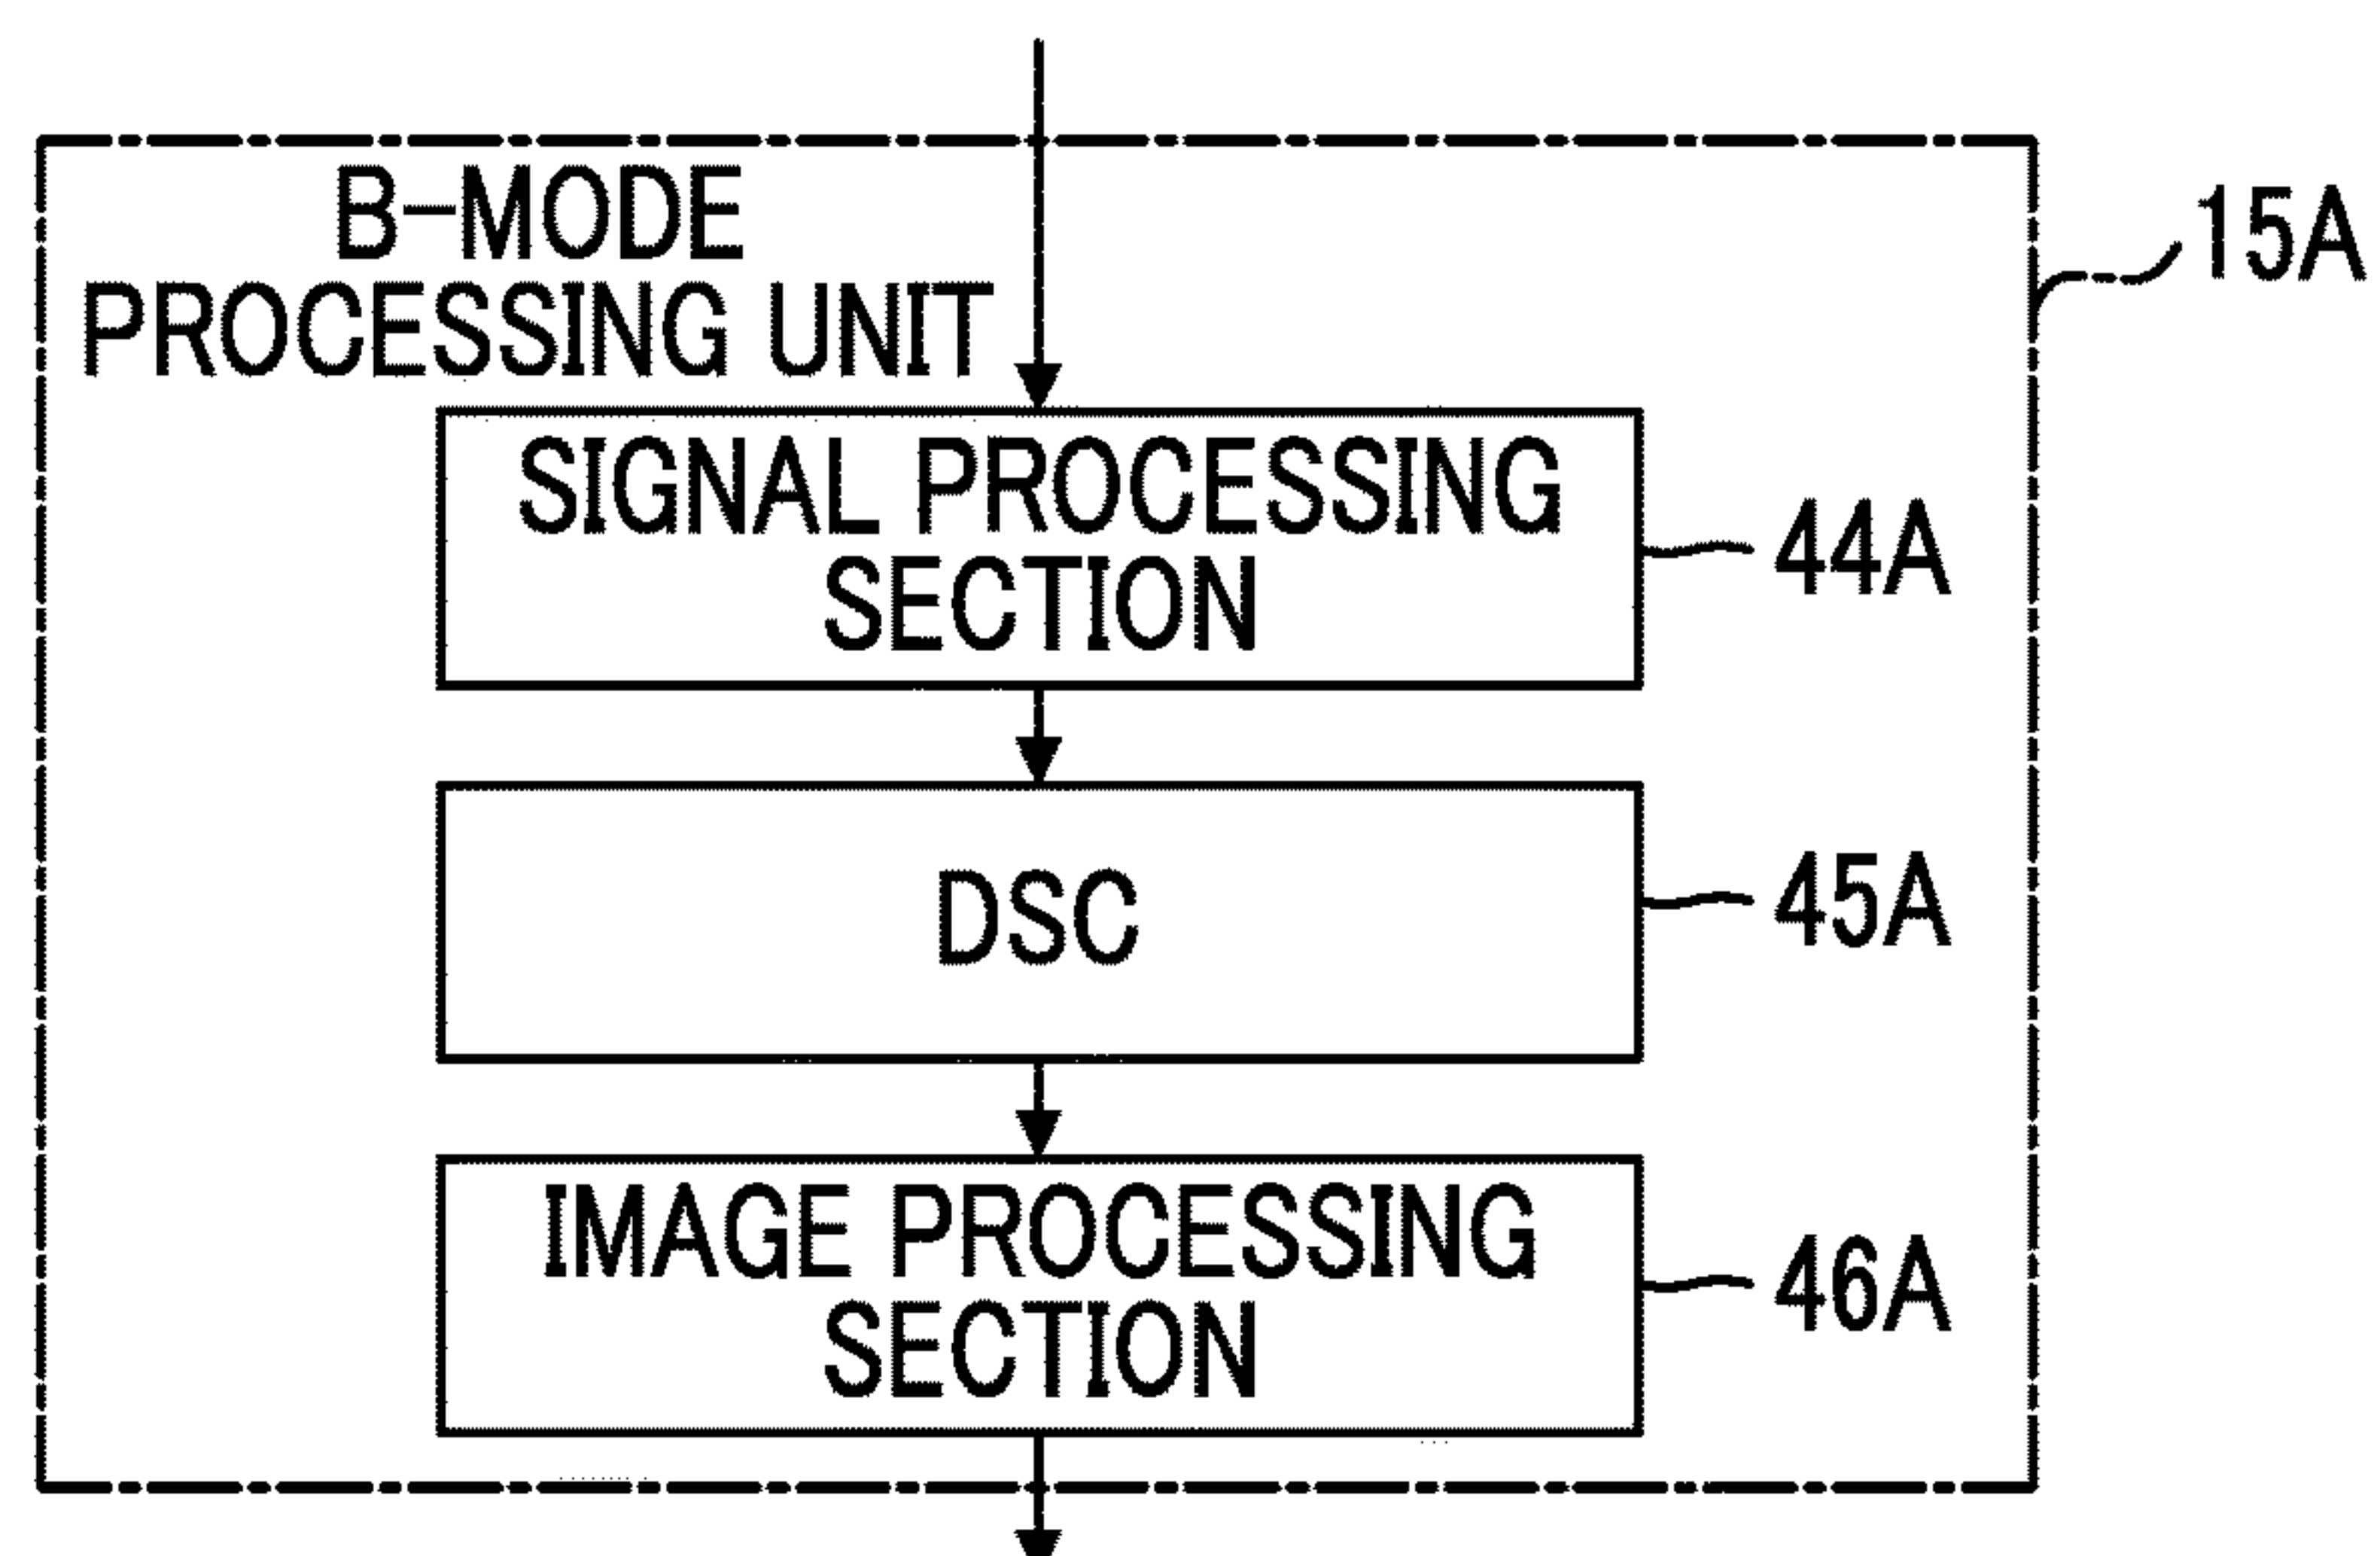 B-MODE
PROCESSING UNIT
15A
SIGNAL PROCESSING
SECTION
44A
DSC
45A
IMAGE PROCESSING
SECTION
46A